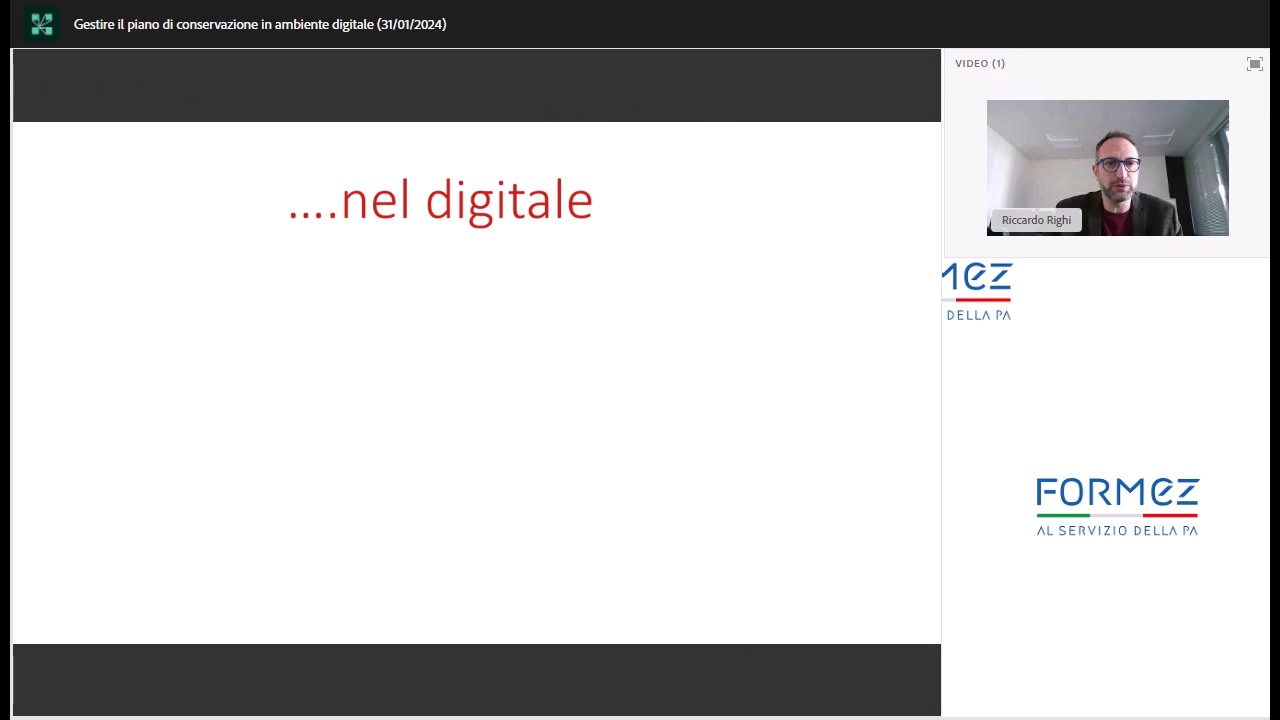 Gestire il piano di conservazione in ambiente digitale (31/01/2024)
....nel digitale
VIDEO (1)
Riccardo Righi
MEZ
DELLA PA
FORMEZ
AL SERVIZIO DELLA PA